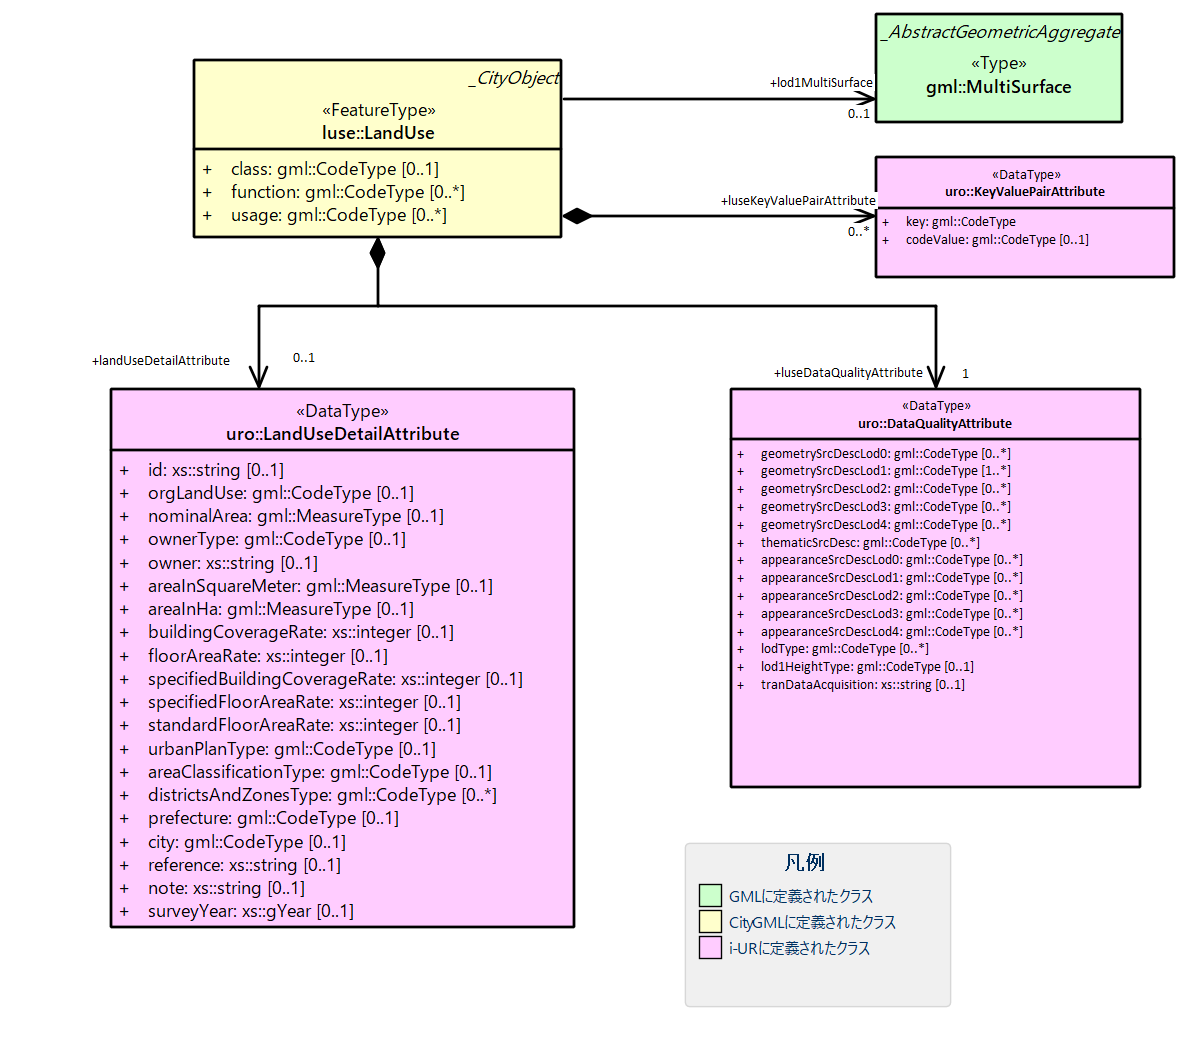 _CityObject
«FeatureType»
luse::LandUse
+ class: gml::CodeType [0..1]
+ function: gml::CodeType [0..*]
+ usage: gml::CodeType [0..*]
+lod1MultiSurface
0..1
_AbstractGeometricAggregate
«Type»
gml::MultiSurface
+luseKeyValuePairAttribute
0..*
«DataType»
uro::KeyValuePairAttribute
+ key: gml::CodeType
+ codeValue: gml::CodeType [0..1]
+landUseDetailAttribute
0..1
«DataType»
uro::LandUseDetailAttribute
+ id: xs::string [0..1]
+ orgLandUse: gml::CodeType [0..1]
+ nominalArea: gml::MeasureType [0..1]
+ ownerType: gml::CodeType [0..1]
+ owner: xs::string [0..1]
+ areaInSquareMeter: gml::MeasureType [0..1]
+ areaInHa: gml::MeasureType [0..1]
+ buildingCoverageRate: xs::integer [0..1]
+ floorAreaRate: xs::integer [0..1]
+ specifiedBuildingCoverageRate: xs::integer [0..1]
+ specifiedFloorAreaRate: xs::integer [0..1]
+ standardFloorAreaRate: xs::integer [0..1]
+ urbanPlanType: gml::CodeType [0..1]
+ areaClassificationType: gml::CodeType [0..1]
+ districtsAndZonesType: gml::CodeType [0..*]
+ prefecture: gml::CodeType [0..1]
+ city: gml::CodeType [0..1]
+ reference: xs::string [0..1]
+ note: xs::string [0..1]
+ surveyYear: xs::gYear [0..1]
+luseDataQualityAttribute
1
«DataType»
uro::DataQualityAttribute
+ geometrySrcDescLod0: gml::CodeType [0..*]
+ geometrySrcDescLod1: gml::CodeType [1..*]
+ geometrySrcDescLod2: gml::CodeType [0..*]
+ geometrySrcDescLod3: gml::CodeType [0..*]
+ geometrySrcDescLod4: gml::CodeType [0..*]
+ thematicSrcDesc: gml::CodeType [0..*]
+ appearanceSrcDescLod0: gml::CodeType [0..*]
+ appearanceSrcDescLod1: gml::CodeType [0..*]
+ appearanceSrcDescLod2: gml::CodeType [0..*]
+ appearanceSrcDescLod3: gml::CodeType [0..*]
+ appearanceSrcDescLod4: gml::CodeType [0..*]
+ lodType: gml::CodeType [0..*]
+ lod1HeightType: gml::CodeType [0..1]
+ tranDataAcquisition: xs::string [0..1]
凡例
GMLに定義されたクラス
CityGMLに定義されたクラス
i-URに定義されたクラス